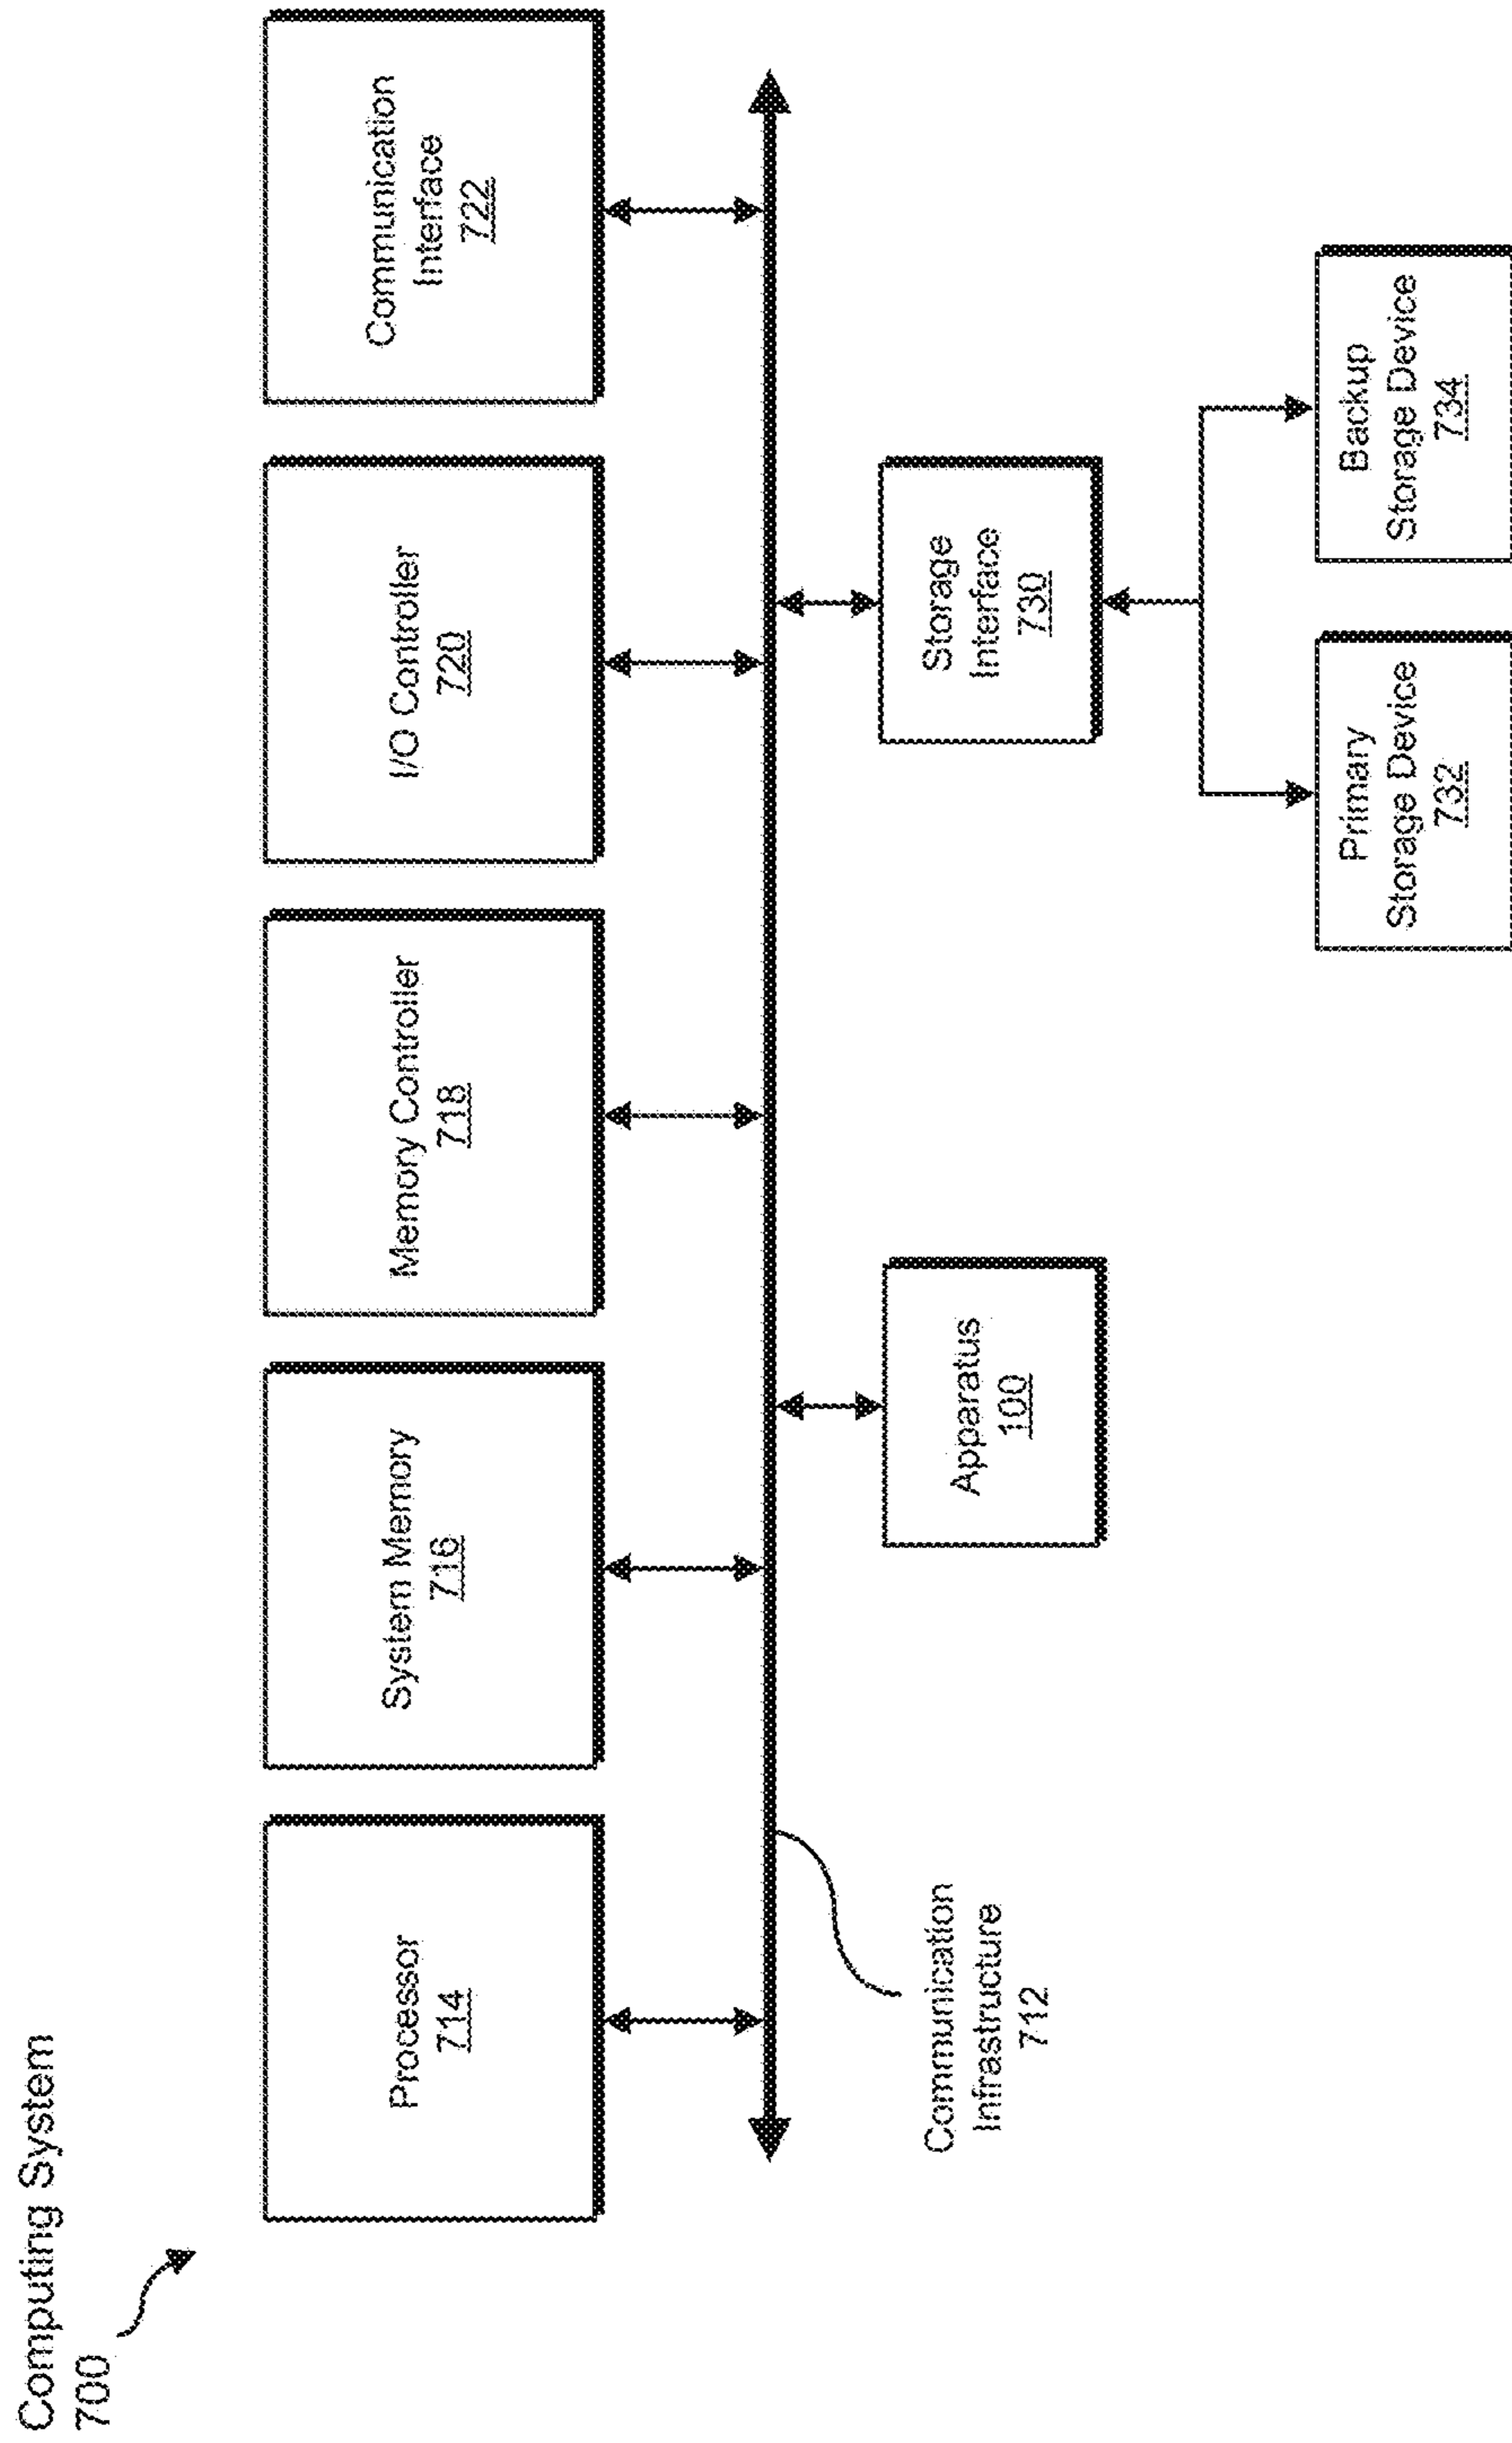 Computing System
700
Processor
714
System Memory
716
Memory Controller
718
I/O Controller
720
Communication
Interface
722
Communication
Infrastructure
712
Apparatus
100
Storage
Interface
730
Primary
Storage Device
732
Backup
Storage Device
734